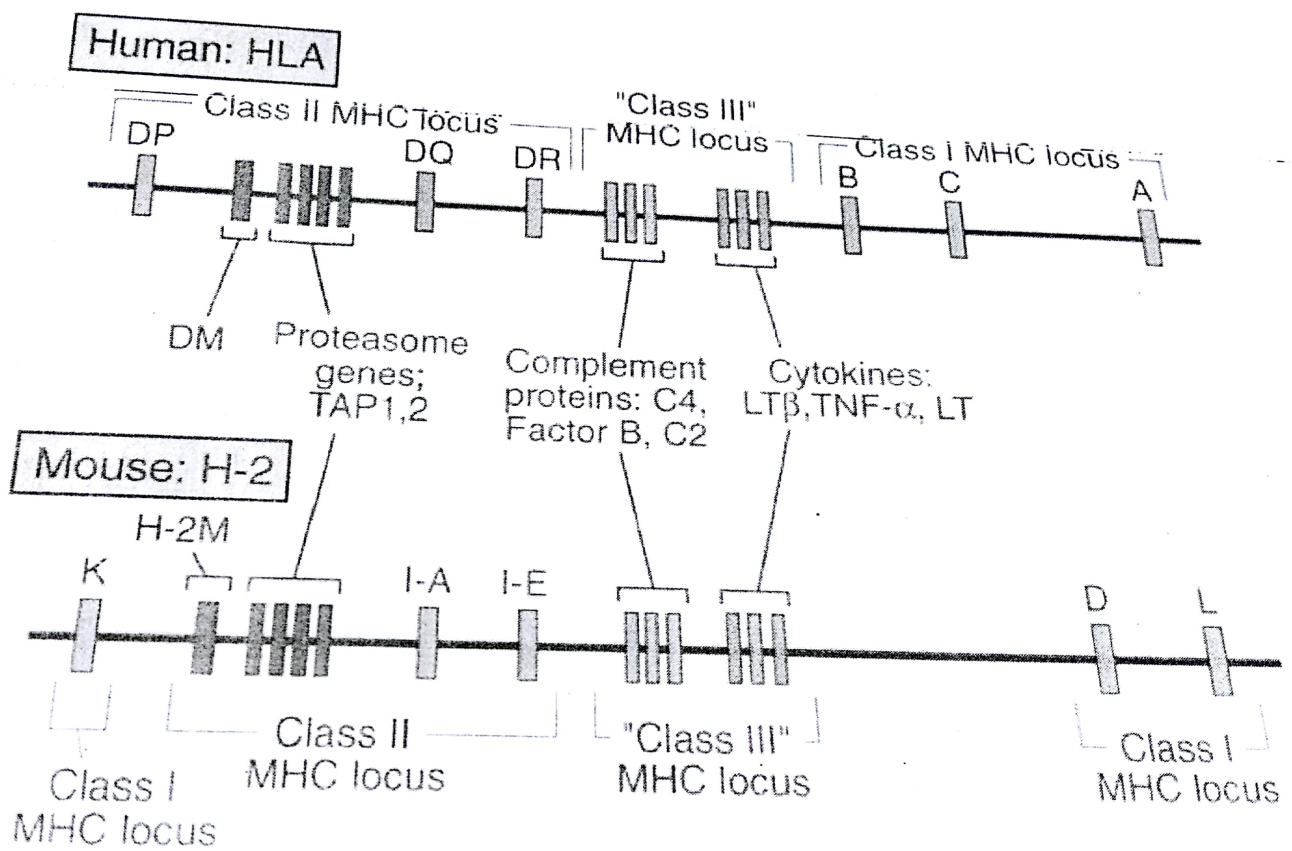 Human: HLA
Class II MHC locus
"Class III"
MHC locus
Class I MHC locus
DP
DQ
DR
B
C
A
DM
Proteasome
genes;
TAP1,2
Complement
proteins: C4,
Factor B, C2
Cytokines:
LTβ,TNF-α, LT
Mouse: H-2
H-2M
K
I-A
I-E
D
L
Class I
MHC locus
Class II
MHC locus
"Class III"
MHC locus
Class I
MHC locus